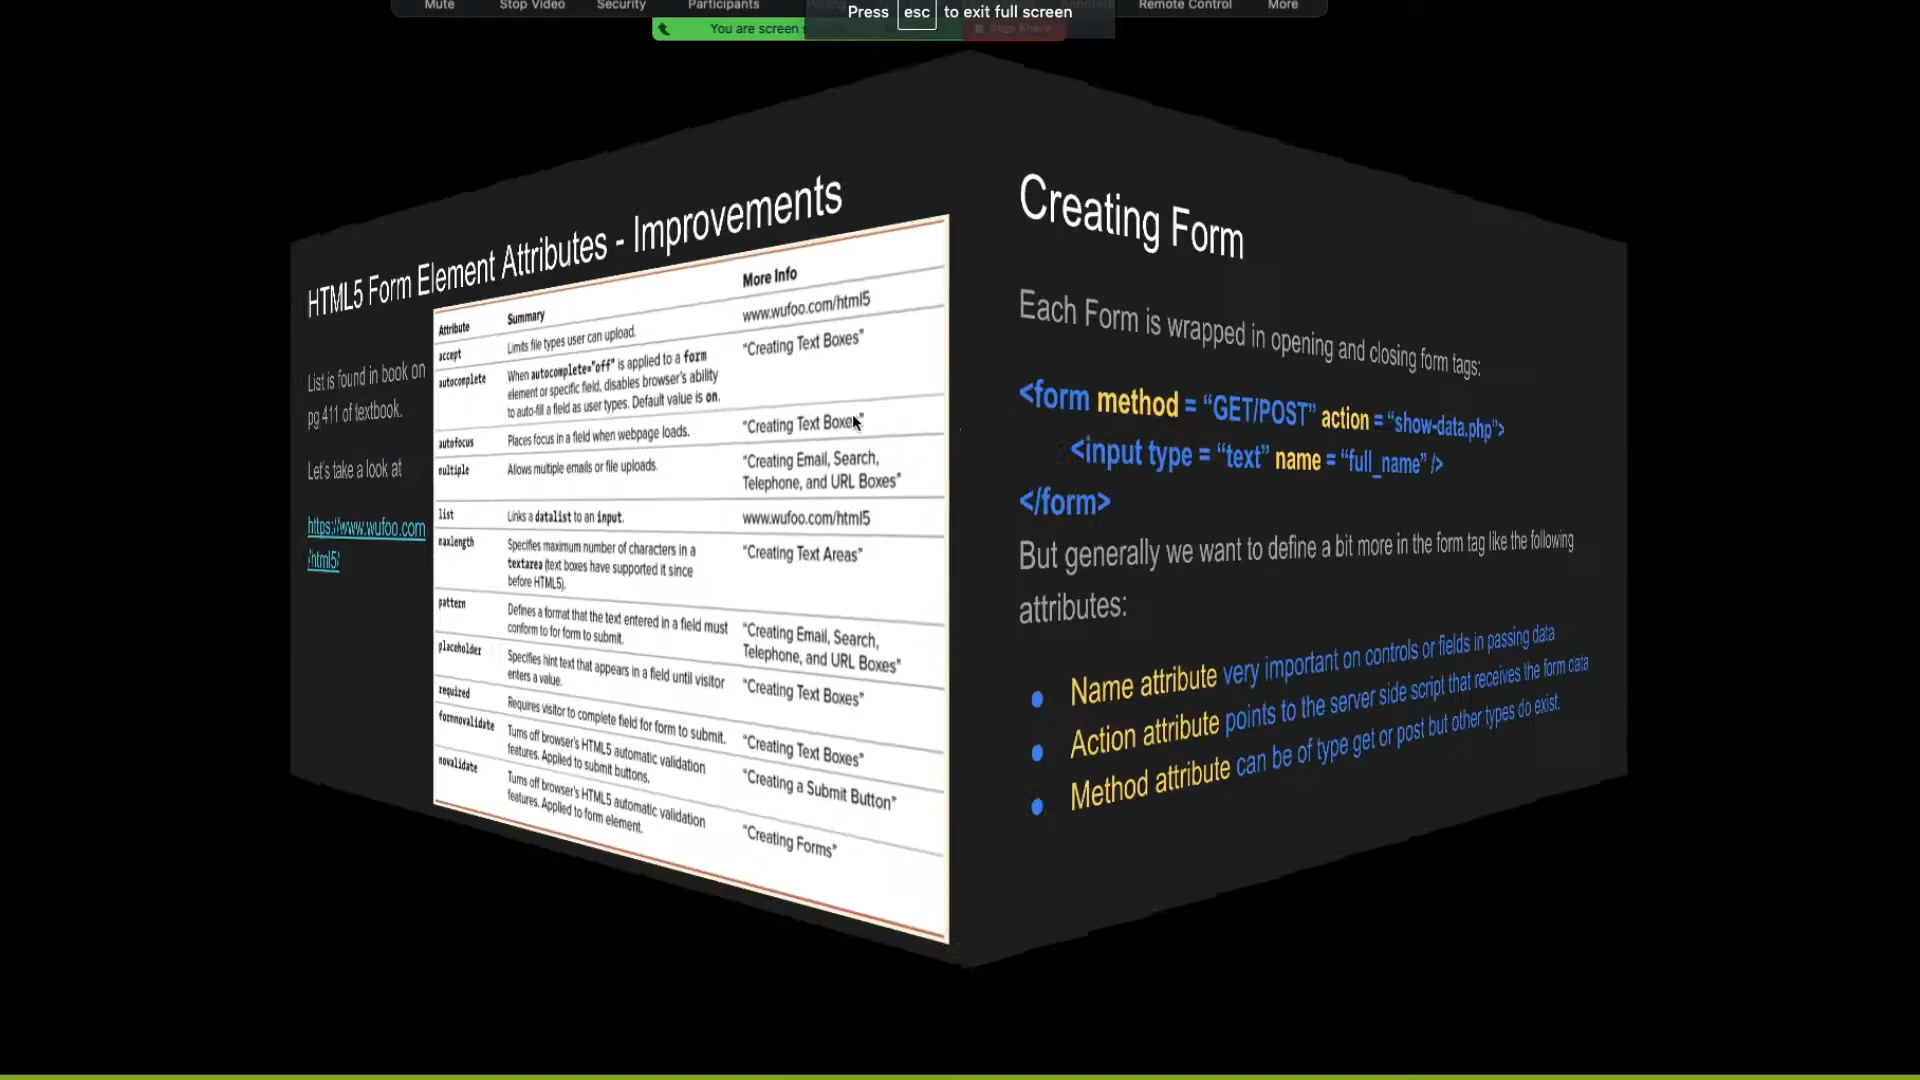 Mute Stop Video Security Participants Remote Control More
Press esc to exit full screen
You are screen s Stop Share
HTML5 Form Element Attributes - Improvements
List is found in book on
pg 411 of textbook.
Let's take a look at
https://www.wufoo.com
/html5/
Attribute Summary More Info
accept Limits file types user can upload. www.wufoo.com/html5
autocomplete When autocomplete="off" is applied to a form "Creating Text Boxes"
element or specific field, disables browser's ability
to auto-fill a field as user types. Default value is on.
autofocus Places focus in a field when webpage loads. "Creating Text Boxes"
multiple Allows multiple emails or file uploads. "Creating Email, Search,
Telephone, and URL Boxes"
list Links a datalist to an input. www.wufoo.com/html5
maxlength Specifies maximum number of characters in a "Creating Text Areas"
textarea (text boxes have supported it since
before HTML5).
pattern Defines a format that the text entered in a field must "Creating Email, Search,
conform to for form to submit. Telephone, and URL Boxes"
placeholder Specifies hint text that appears in a field until visitor "Creating Text Boxes"
enters a value.
required Requires visitor to complete field for form to submit. "Creating Text Boxes"
formnovalidate Turns off browser's HTML5 automatic validation "Creating a Submit Button"
features. Applied to submit buttons.
novalidate Turns off browser's HTML5 automatic validation "Creating Forms"
features. Applied to form element.
Creating Form
Each Form is wrapped in opening and closing form tags:
<form method = “GET/POST” action = “show-data.php”>
<input type = “text” name = “full_name” />
</form>
But generally we want to define a bit more in the form tag like the following
attributes:
● Name attribute very important on controls or fields in passing data
● Action attribute points to the server side script that receives the form data
● Method attribute can be of type get or post but other types do exist.